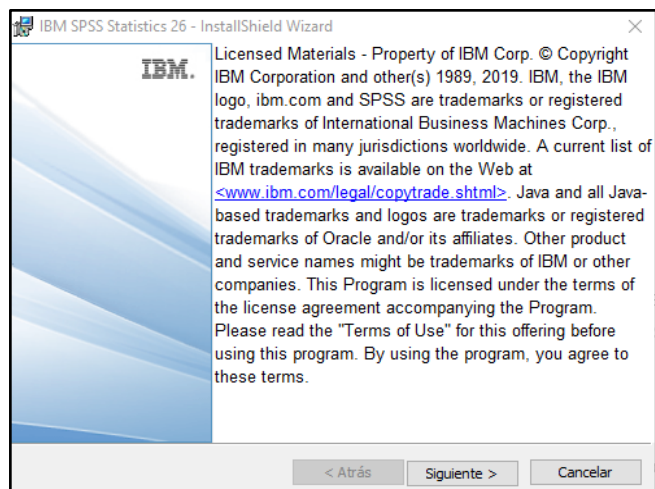 IBM SPSS Statistics 26 - InstallShield Wizard
IBM.
Licensed Materials - Property of IBM Corp. © Copyright
IBM Corporation and other(s) 1989, 2019. IBM, the IBM
logo, ibm.com and SPSS are trademarks or registered
trademarks of International Business Machines Corp.,
registered in many jurisdictions worldwide. A current list of
IBM trademarks is available on the Web at
<www.ibm.com/legal/copytrade.shtml>. Java and all Java-
based trademarks and logos are trademarks or registered
trademarks of Oracle and/or its affiliates. Other product
and service names might be trademarks of IBM or other
companies. This Program is licensed under the terms of
the license agreement accompanying the Program.
Please read the "Terms of Use" for this offering before
using this program. By using the program, you agree to
these terms.
< Atrás Siguiente > Cancelar